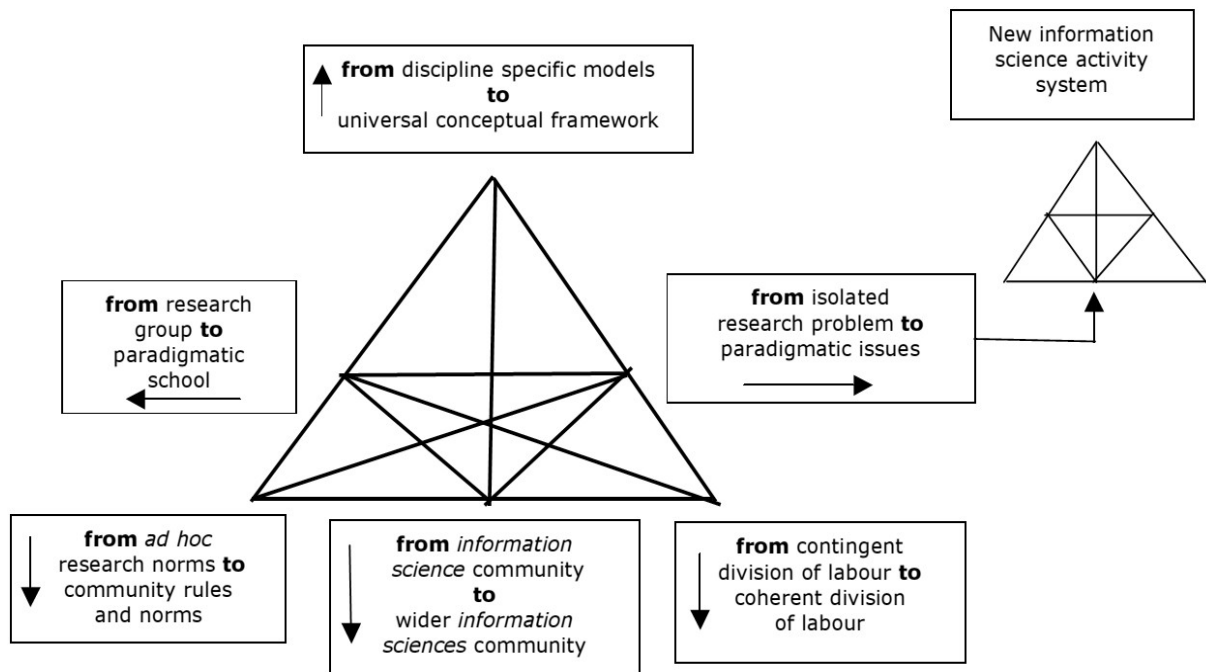 New information
science activity
system
from discipline specific models
to
universal conceptual framework
from research
group to
paradigmatic
school
from isolated
research problem to
paradigmatic issues
from ad hoc
research norms to
community rules
and norms
from information
science community
to
wider information
sciences community
from contingent
division of labour to
coherent division
of labour